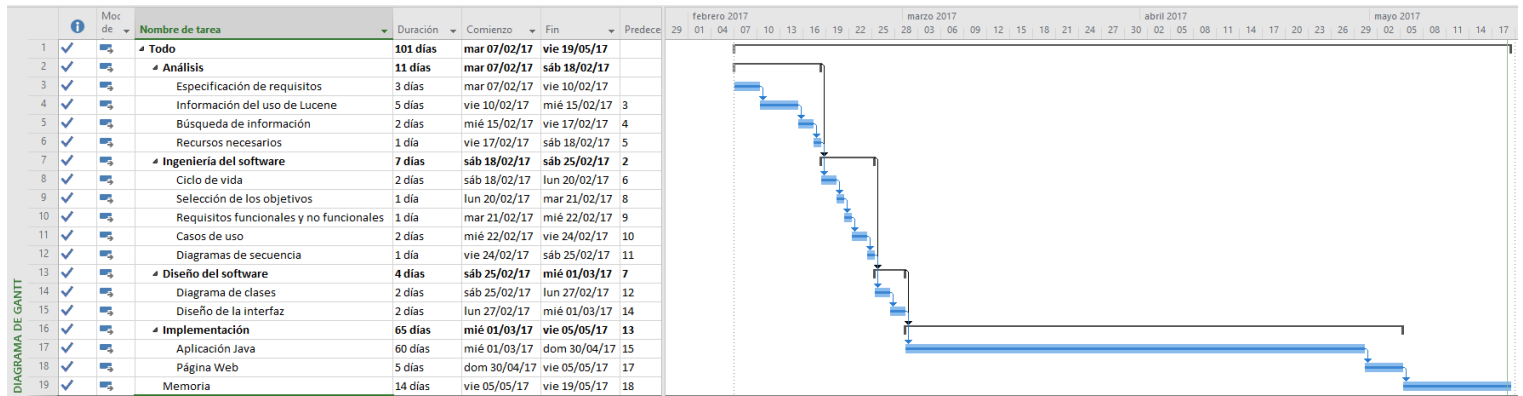 febrero 2017 marzo 2017 abril 2017 mayo 2017
Moc de Nombre de tarea Duración Comienzo Fin Predece 29 01 04 07 10 13 16 19 22 25 28 03 06 09 12 15 18 21 24 27 30 02 05 08 11 14 17 20 23 26 29 02 05 08 11 14 17
1 Todo 101 días mar 07/02/17 vie 19/05/17
2 Análisis 11 días mar 07/02/17 sáb 18/02/17
3 Especificación de requisitos 3 días mar 07/02/17 vie 10/02/17
4 Información del uso de Lucene 5 días vie 10/02/17 mié 15/02/17 3
5 Búsqueda de información 2 días mié 15/02/17 vie 17/02/17 4
6 Recursos necesarios 1 día vie 17/02/17 sáb 18/02/17 5
7 Ingeniería del software 7 días sáb 18/02/17 sáb 25/02/17 2
8 Ciclo de vida 2 días sáb 18/02/17 lun 20/02/17 6
9 Selección de los objetivos 1 día lun 20/02/17 mar 21/02/17 8
10 Requisitos funcionales y no funcionales 1 día mar 21/02/17 mié 22/02/17 9
11 Casos de uso 2 días mié 22/02/17 vie 24/02/17 10
12 Diagramas de secuencia 1 día vie 24/02/17 sáb 25/02/17 11
13 Diseño del software 4 días sáb 25/02/17 mié 01/03/17 7
14 Diagrama de clases 2 días sáb 25/02/17 lun 27/02/17 12
15 Diseño de la interfaz 2 días lun 27/02/17 mié 01/03/17 14
16 Implementación 65 días mié 01/03/17 vie 05/05/17 13
17 Aplicación Java 60 días mié 01/03/17 dom 30/04/17 15
18 Página Web 5 días dom 30/04/17 vie 05/05/17 17
19 Memoria 14 días vie 05/05/17 vie 19/05/17 18
DIAGRAMA DE GANTT